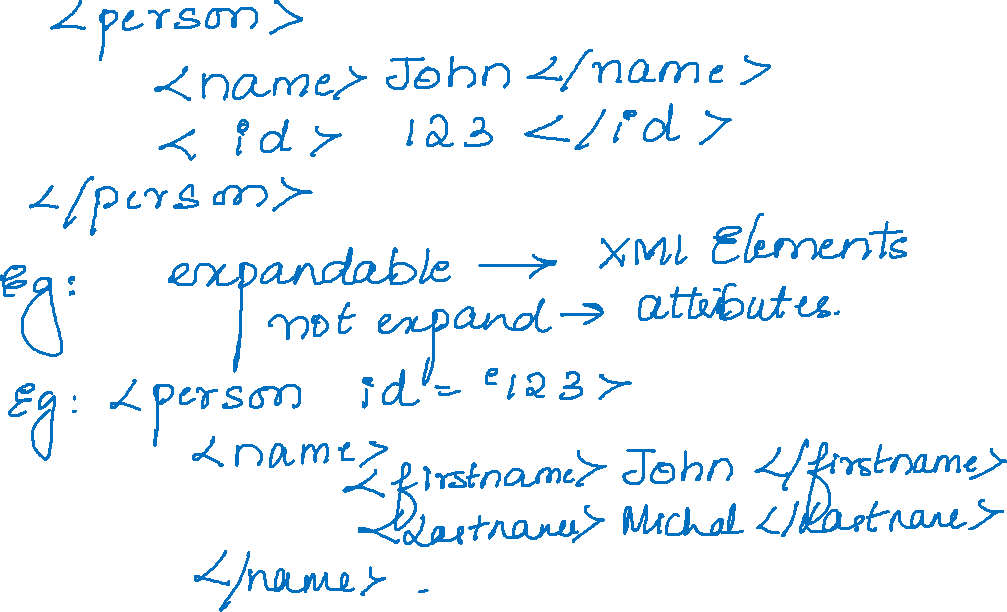 <person>
<name> John </name>
< id > 123 </id>
</person>
Eg: expandable → XML Elements
not expand → attributes.
Eg: <person id = "123>
<name>
<firstname> John </firstname>
<Lastname> Michal </Lastname>
</name> .